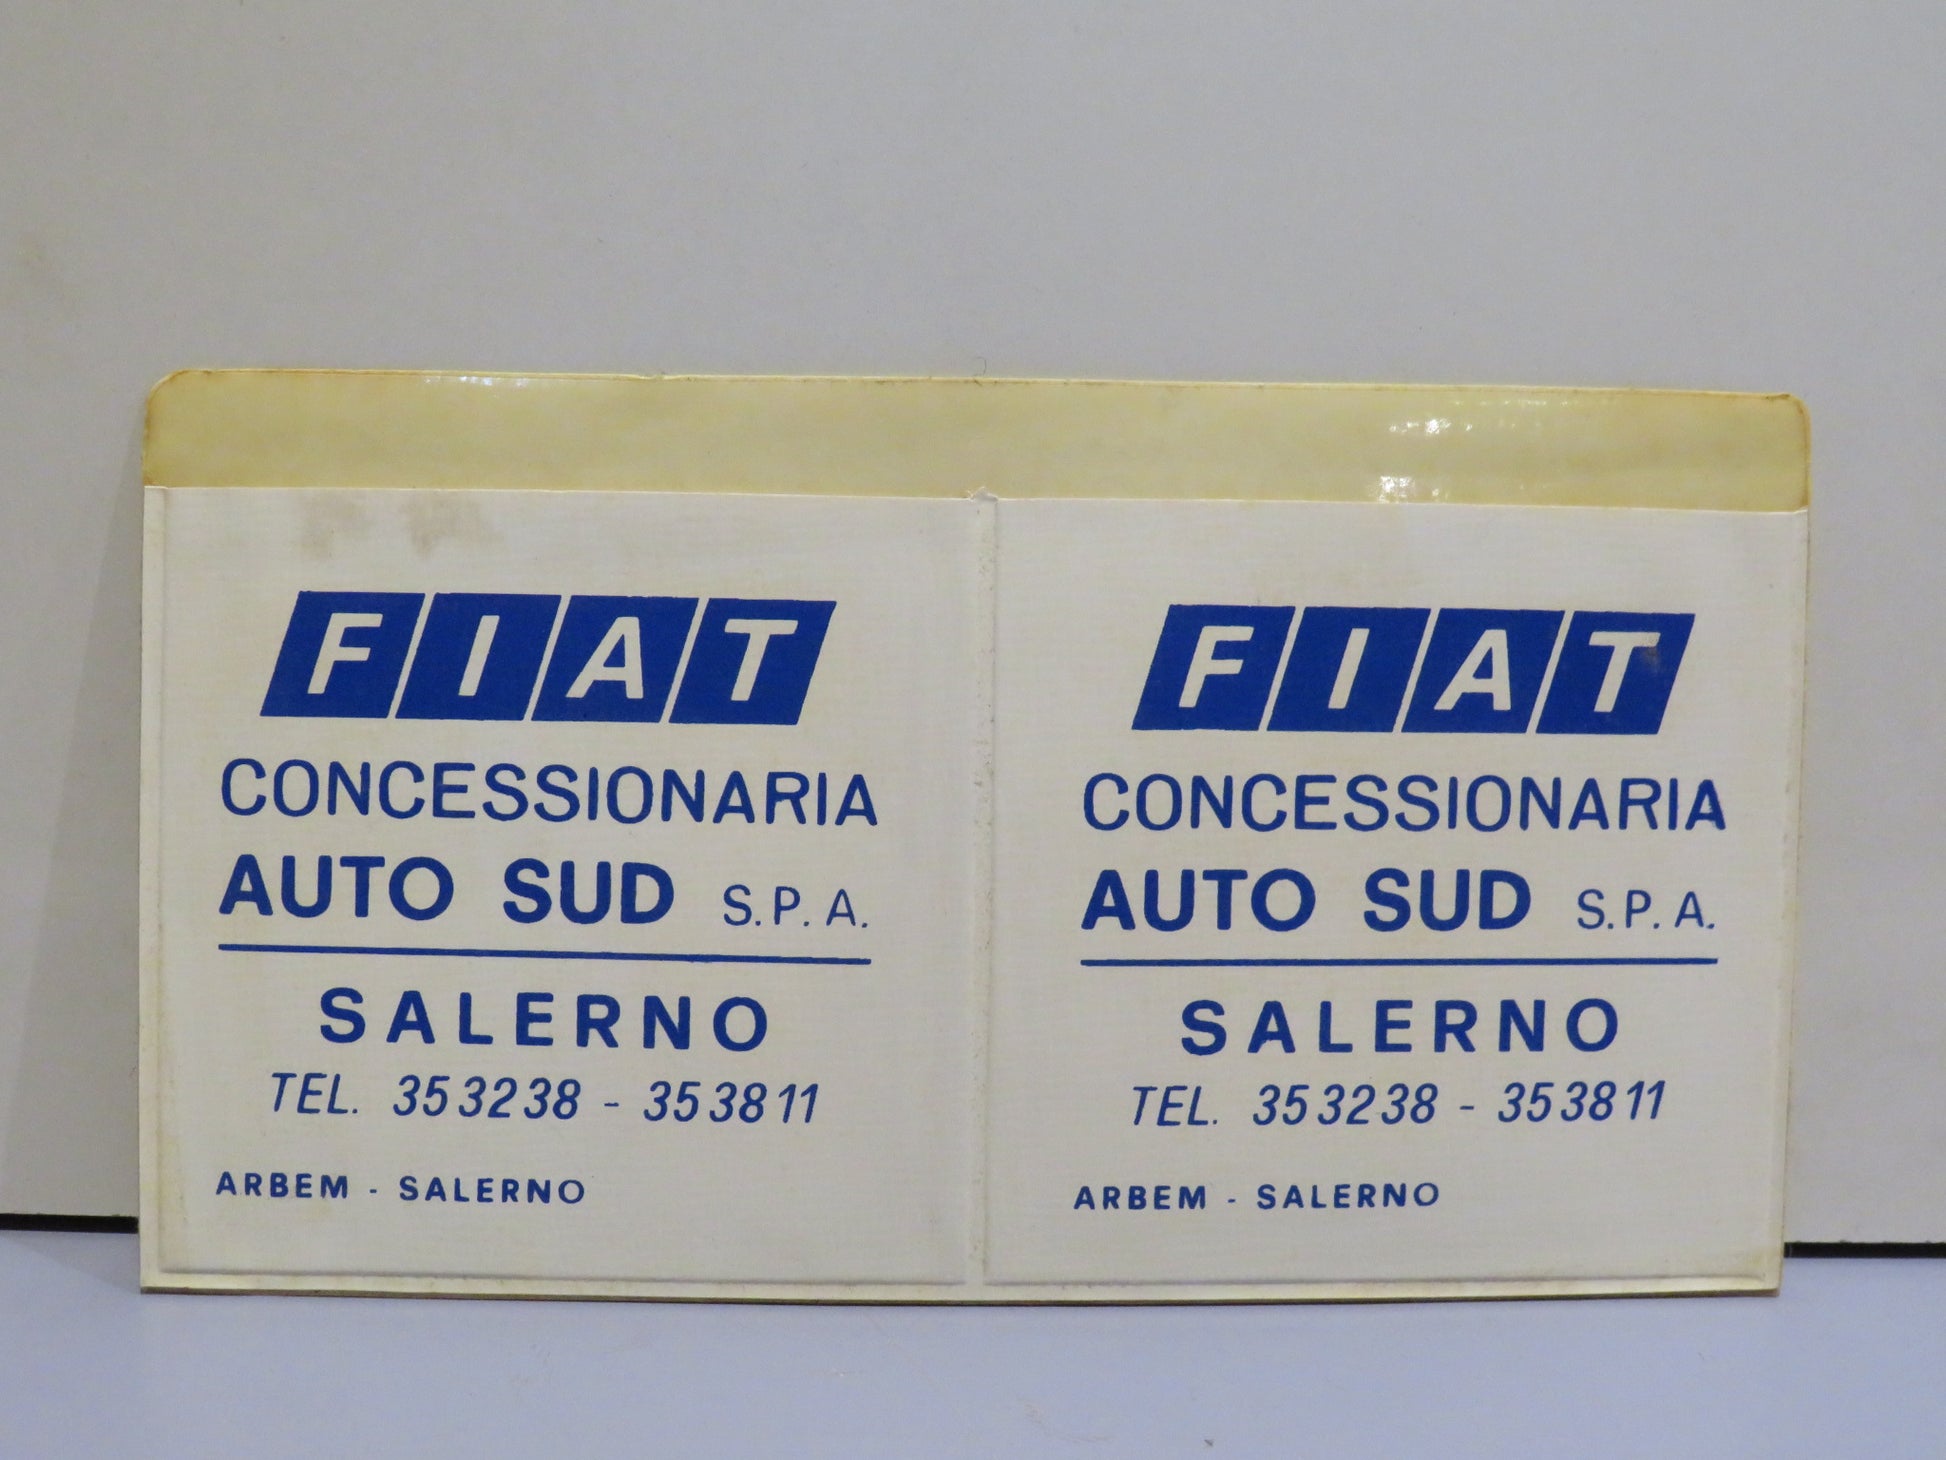 FIAT
CONCESSIONARIA
AUTO SUD S.P.A.
SALERNO
TEL. 353238 - 353811
ARBEM - SALERNO
FIAT
CONCESSIONARIA
AUTO SUD S.P.A.
SALERNO
TEL. 353238 - 353811
ARBEM - SALERNO